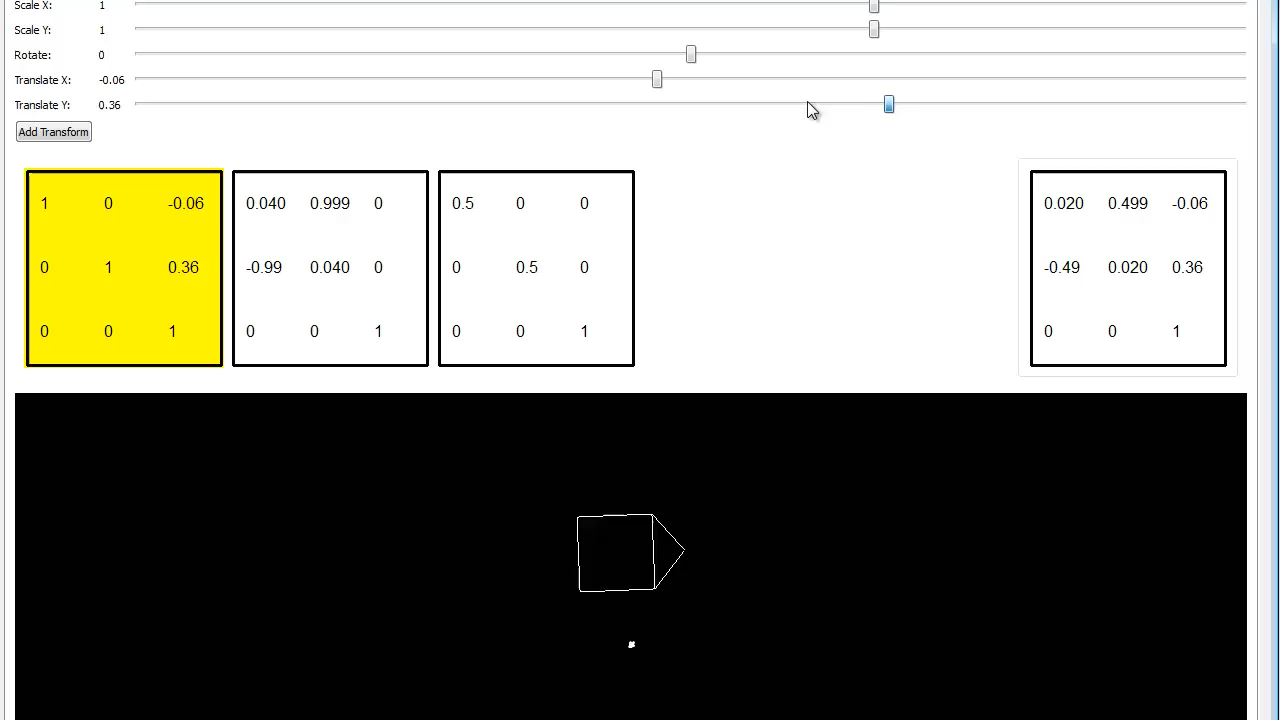 Scale X: 1
Scale Y: 1
Rotate: 0
Translate X: -0.06
Translate Y: 0.36
Add Transform
1 0 -0.06
0 1 0.36
0 0 1
0.040 0.999 0
-0.99 0.040 0
0 0 1
0.5 0 0
0 0.5 0
0 0 1
0.020 0.499 -0.06
-0.49 0.020 0.36
0 0 1